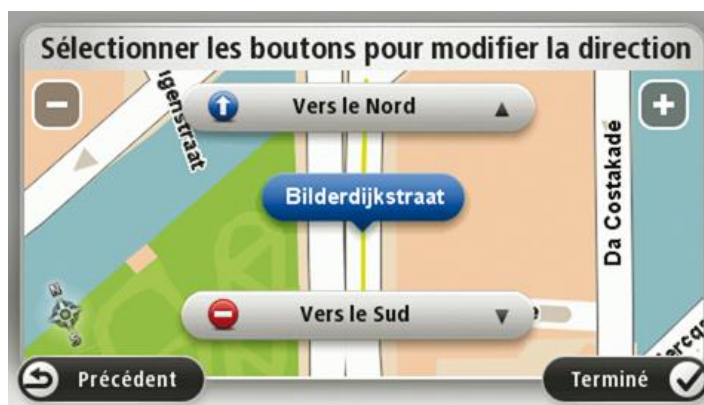 Sélectionner les boutons pour modifier la direction
Vers le Nord
Bilderdijkstraat
Da Costakade
Vers le Sud
N
S
Précédent
Terminé